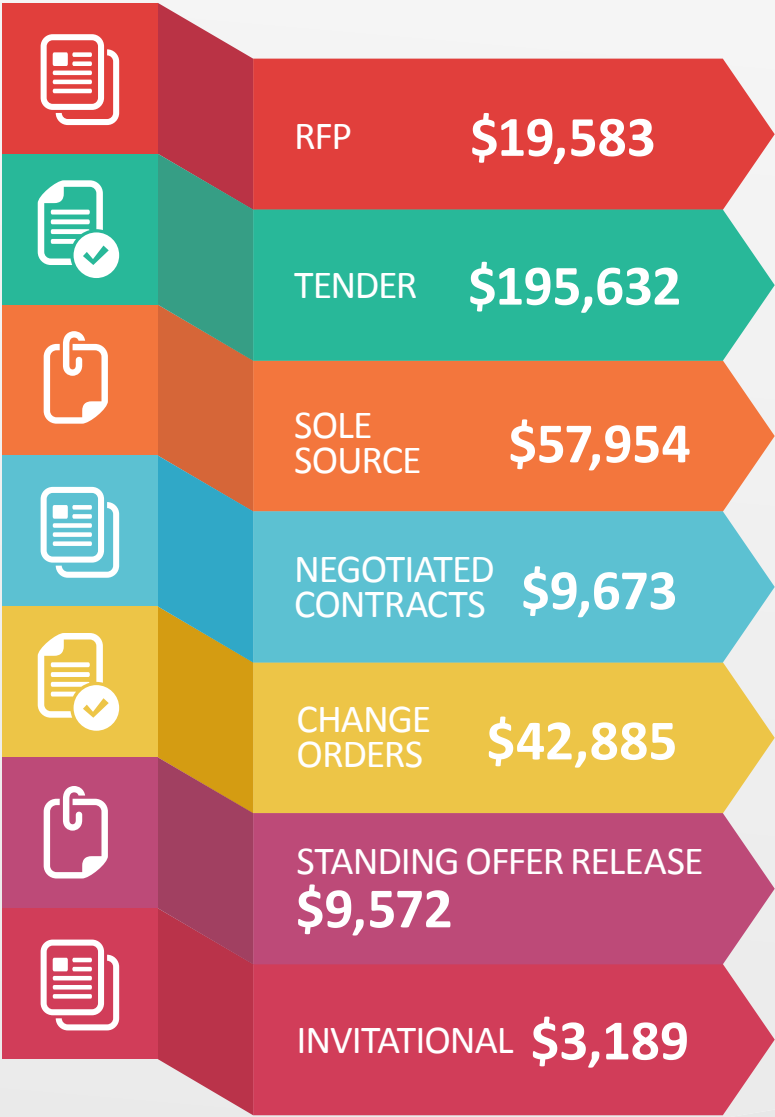 RFP $19,583
TENDER $195,632
SOLE
SOURCE $57,954
NEGOTIATED
CONTRACTS $9,673
CHANGE
ORDERS $42,885
STANDING OFFER RELEASE
$9,572
INVITATIONAL $3,189